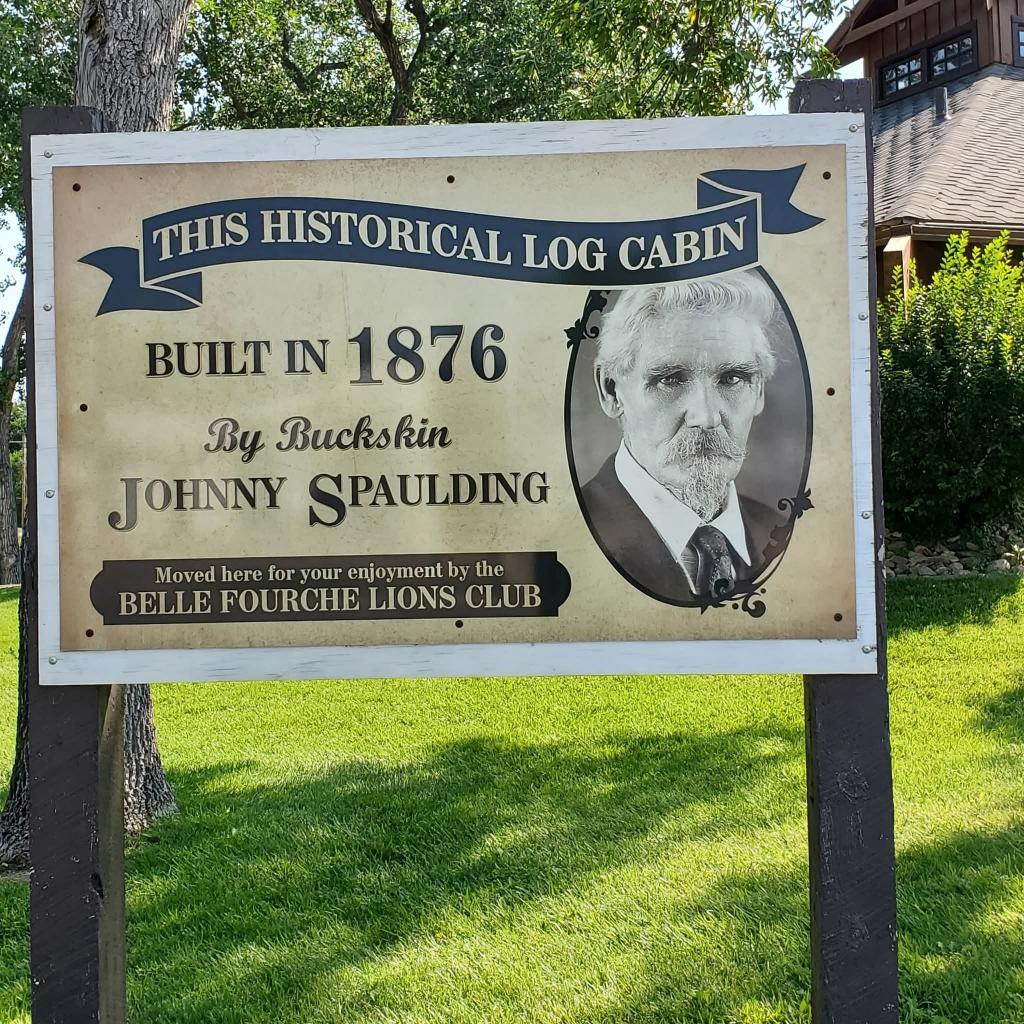 THIS HISTORICAL LOG CABIN
BUILT IN 1876
By Buckskin
JOHNNY SPAULDING
Moved here for your enjoyment by the
BELLE FOURCHE LIONS CLUB